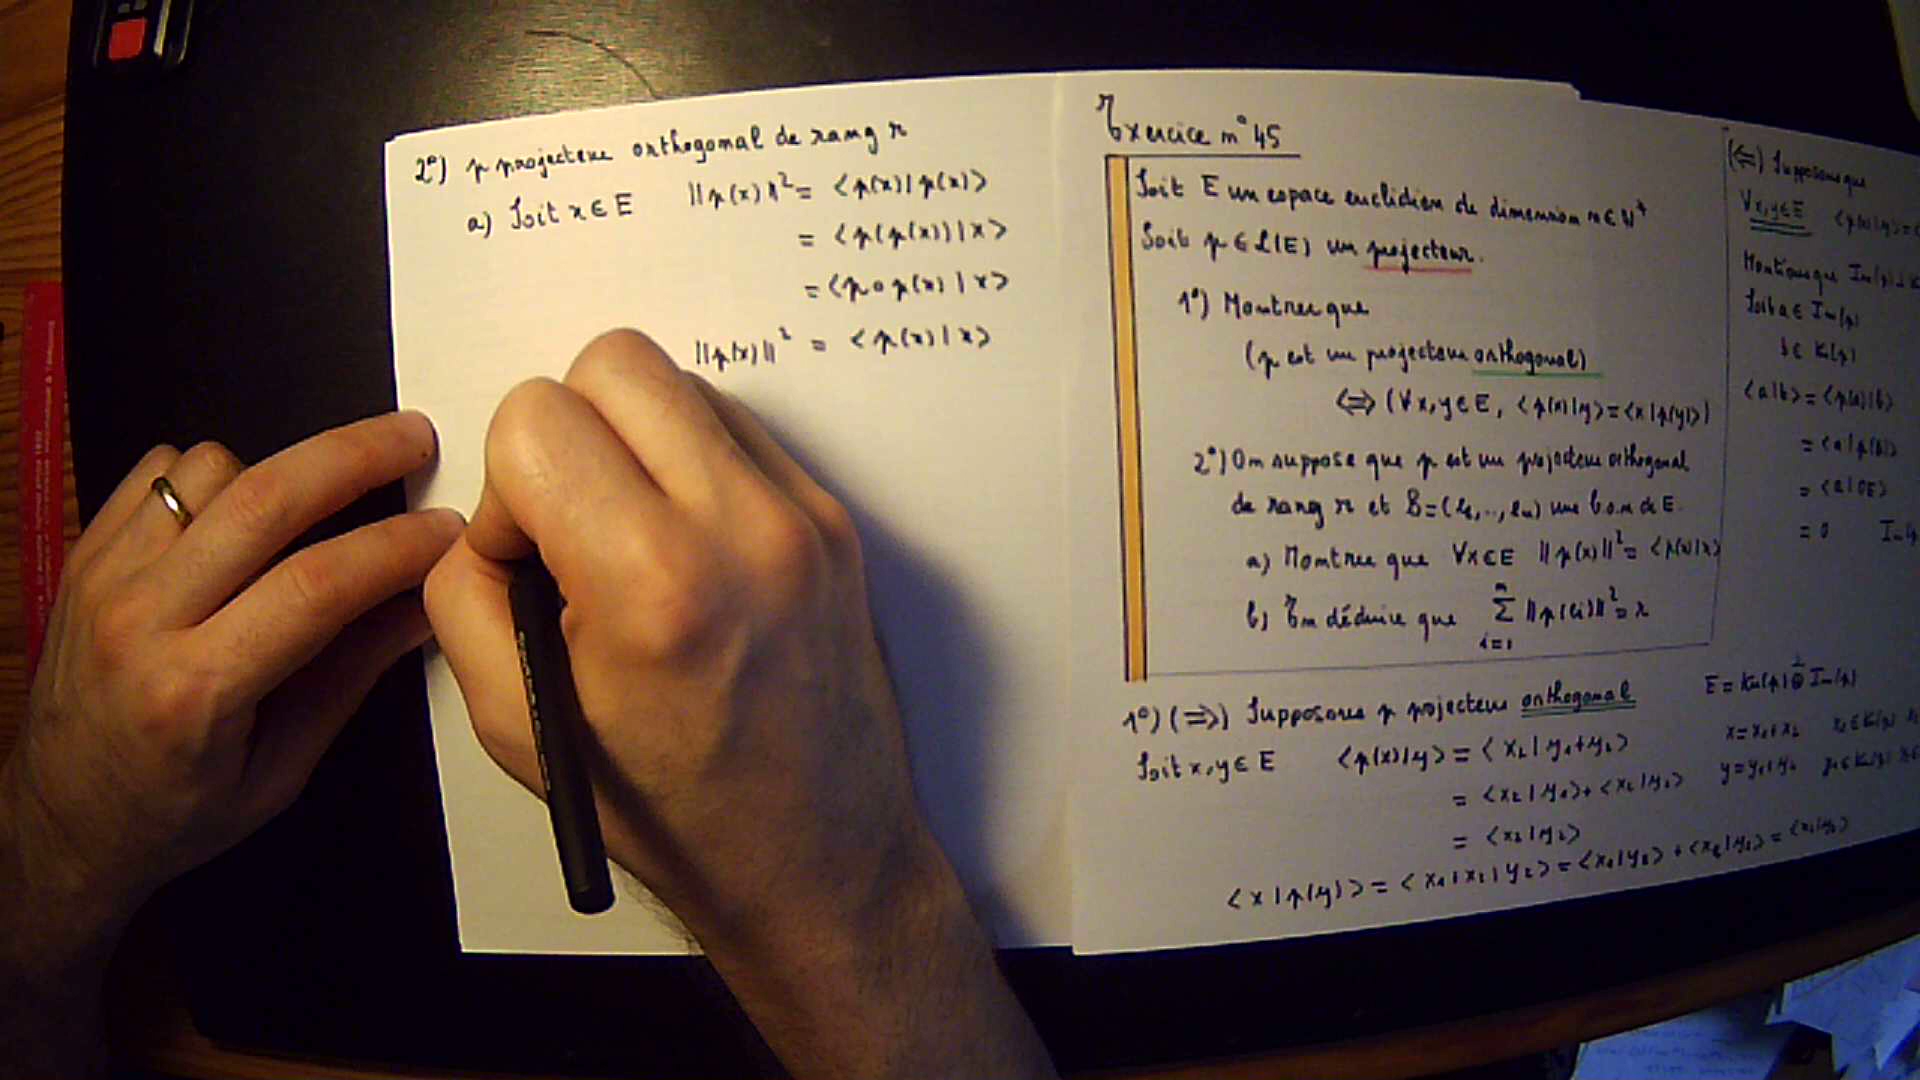 2°) p projecteur orthogonal de rang r
a) Soit x ∈ E ||p(x)||² = <p(x)|p(x)>
= <p(p(x))|x>
= <p∘p(x)|x>
||p(x)||² = <p(x)|x>
Exercice n°45
Soit E un espace euclidien de dimension n ∈ N*
Soit p ∈ L(E) un projecteur.
1°) Montrer que
(p est un projecteur orthogonal)
⇔ (∀x,y ∈ E, <p(x)|y> = <x|p(y)>)
2°) On suppose que p est un projecteur orthogonal
de rang r et B = (e₁,..,eₙ) une b.o.n de E.
a) Montrer que ∀x ∈ E ||p(x)||² = <p(x)|x>
b) En déduire que ∑ᵢ₌₁ⁿ ||p(eᵢ)||² = r
1°) (⇒) Supposons p projecteur orthogonal E = Ker(p) ⊕⊥ Im(p)
x = x₁+x₂ x₁ ∈ Ker(p)
Soit x,y ∈ E <p(x)|y> = <x₂|y₁+y₂> y = y₁+y₂
= <x₂|y₁> + <x₂|y₂>
= <x₂|y₂>
<x|p(y)> = <x₁+x₂|y₂> = <x₁|y₂> + <x₂|y₂> = <x₂|y₂>
(⇐) Supposons que
∀x,y ∈ E <p(x)|y> =
Montrons que Im(p) ⊥
Soit a ∈ Im(p)
b ∈ Ker(p)
<a|b> = <p(a)|b>
= <a|p(b)>
= <a|0E>
= 0